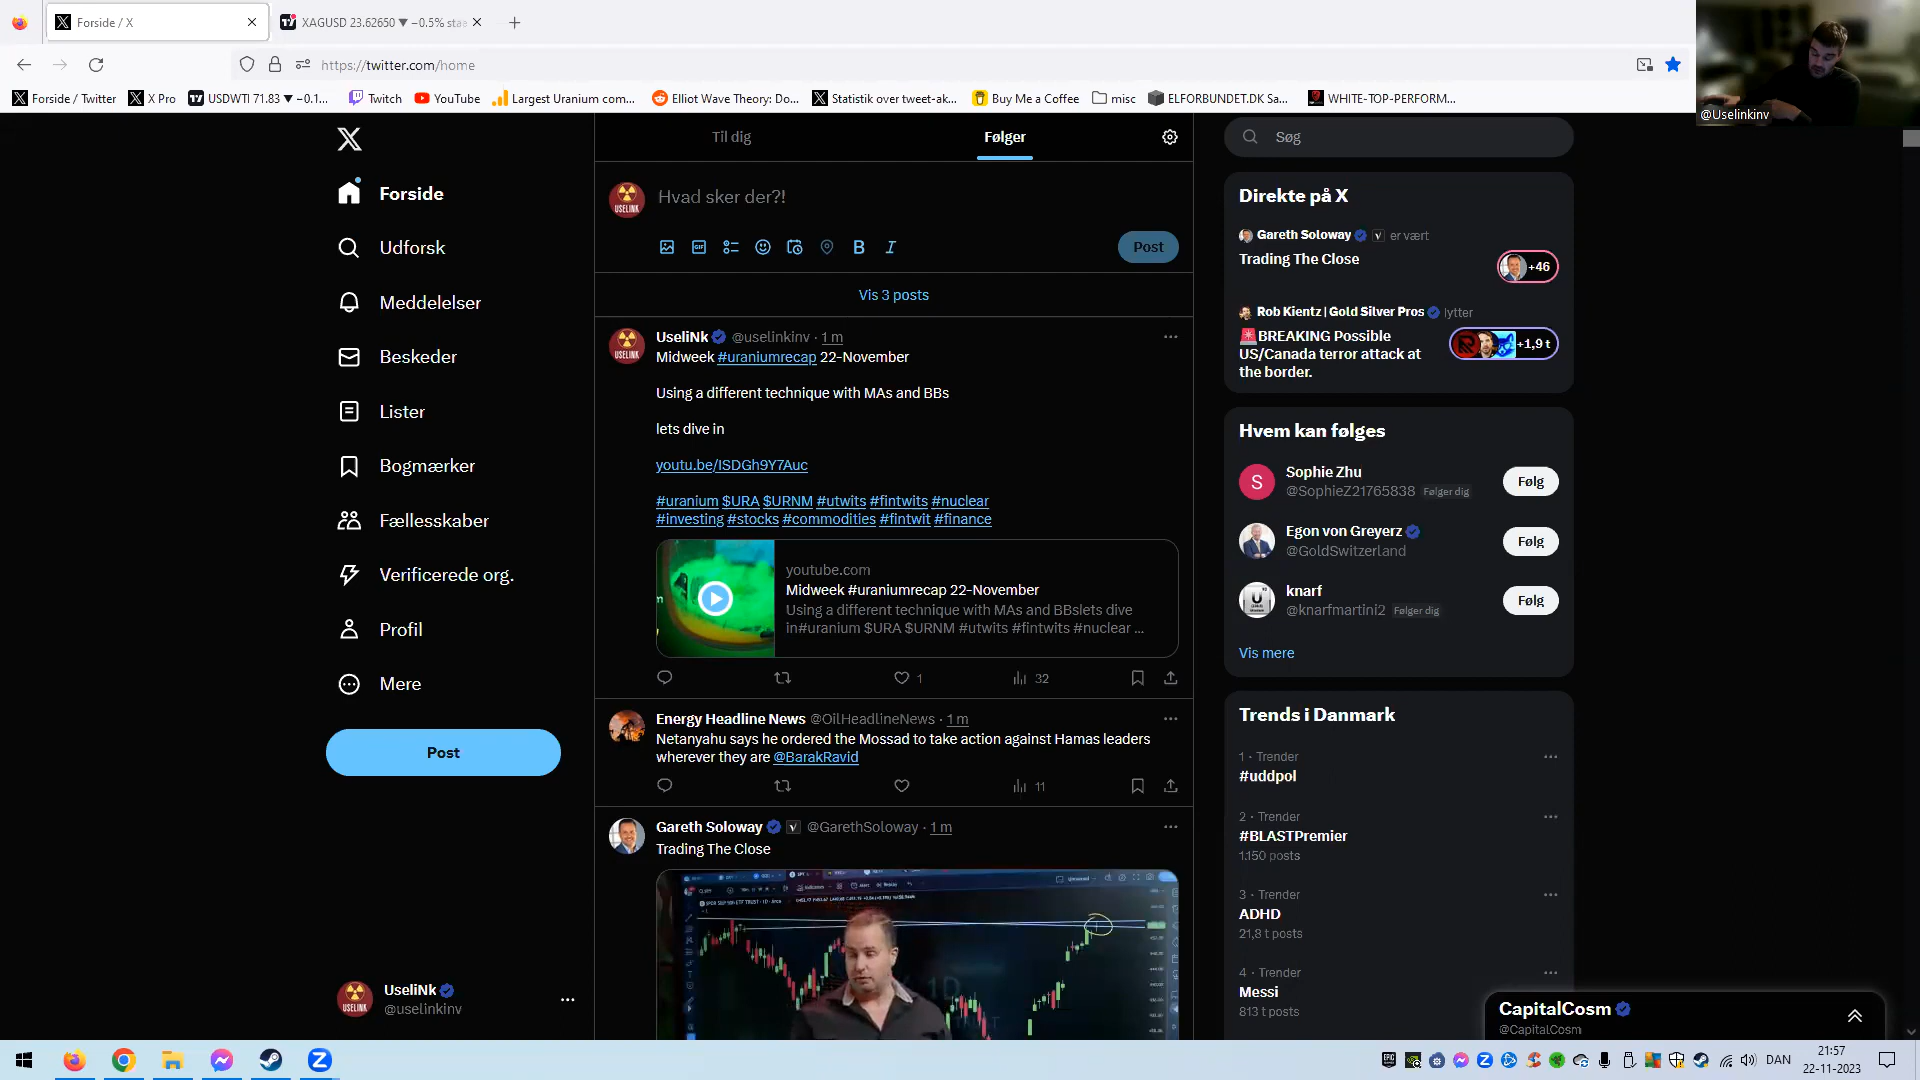 Forside / X
XAGUSD 23.62650 ▼ −0.5%
https://twitter.com/home
Forside / Twitter
X Pro
USDWTI 71.83 ▼ −0.1...
Twitch
YouTube
Largest Uranium com...
Elliot Wave Theory: Do...
Statistik over tweet-ak...
Buy Me a Coffee
misc
ELFORBUNDET.DK Sa...
WHITE-TOP-PERFORM...
@Uselinkinv
Forside
Udforsk
Meddelelser
Beskeder
Lister
Bogmærker
Fællesskaber
Verificerede org.
Profil
Mere
Post
UseliNk
@uselinkinv
Til dig
Følger
USELINK
Hvad sker der?!
GIF
B I
Post
Vis 3 posts
USELINK
UseliNk @uselinkinv · 1 m
Midweek #uraniumrecap 22-November
Using a different technique with MAs and BBs
lets dive in
youtu.be/ISDGh9Y7Auc
#uranium $URA $URNM #utwits #fintwits #nuclear
#investing #stocks #commodities #fintwit #finance
youtube.com
Midweek #uraniumrecap 22-November
Using a different technique with MAs and BBslets dive
in#uranium $URA $URNM #utwits #fintwits #nuclear ...
1
32
Energy Headline News @OilHeadlineNews · 1 m
Netanyahu says he ordered the Mossad to take action against Hamas leaders
wherever they are @BarakRavid
11
Gareth Soloway @GarethSoloway · 1 m
Trading The Close
Søg
Direkte på X
Gareth Soloway er vært
Trading The Close
+46
Rob Kientz | Gold Silver Pros lytter
BREAKING Possible
US/Canada terror attack at
the border.
+1,9 t
Hvem kan følges
S
Sophie Zhu
@SophieZ21765838 Følger dig
Følg
Egon von Greyerz
@GoldSwitzerland
Følg
U
knarf
@knarfmartini2 Følger dig
Følg
Vis mere
Trends i Danmark
1 · Trender
#uddpol
2 · Trender
#BLASTPremier
1.150 posts
3 · Trender
ADHD
21,8 t posts
4 · Trender
Messi
813 t posts
CapitalCosm
@CapitalCosm
DAN
21:57
22-11-2023